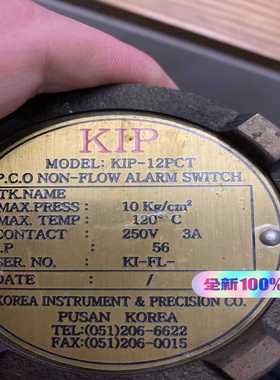 KIP
MODEL: KIP-12PCT
P.C.O NON-FLOW ALARM SWITCH
TK.NAME
MAX.PRESS : 10 Kg/cm²
MAX. TEMP : 120° C
CONTACT : 250V 3A
I.P : 56
SER. NO. : KI-FL-
DATE : /
KOREA INSTRUMENT & PRECISION CO.
PUSAN KOREA
TEL:(051)206-6622
FAX:(051)206-0015
全新100%